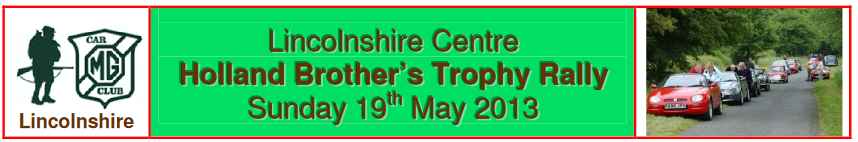 CAR
MG
CLUB
Lincolnshire
Lincolnshire Centre
Holland Brother's Trophy Rally
Sunday 19th May 2013